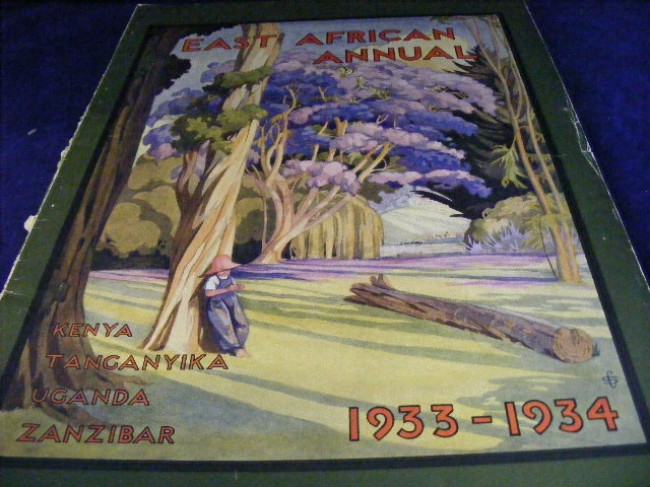 EAST AFRICAN
ANNUAL
KENYA
TANGANYIKA
UGANDA
ZANZIBAR
1933-1934